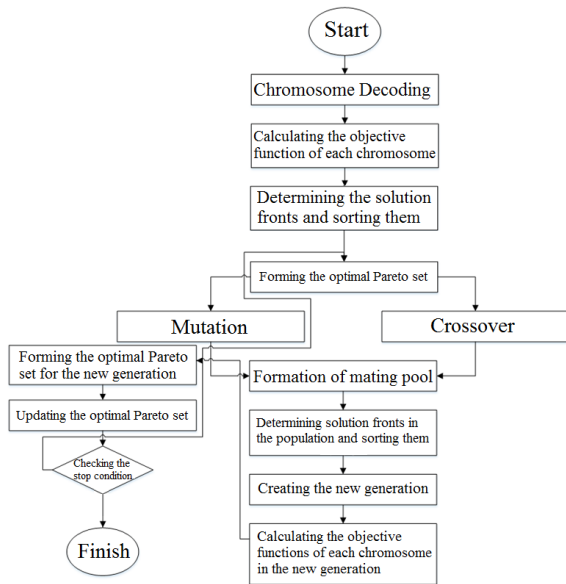 Start
Chromosome Decoding
Calculating the objective
function of each chromosome
Determining the solution
fronts and sorting them
Forming the optimal Pareto set
Mutation
Crossover
Forming the optimal Pareto
set for the new generation
Formation of mating pool
Updating the optimal Pareto set
Determining solution fronts in
the population and sorting them
Checking the
stop condition
Creating the new generation
Finish
Calculating the objective
functions of each chromosome
in the new generation